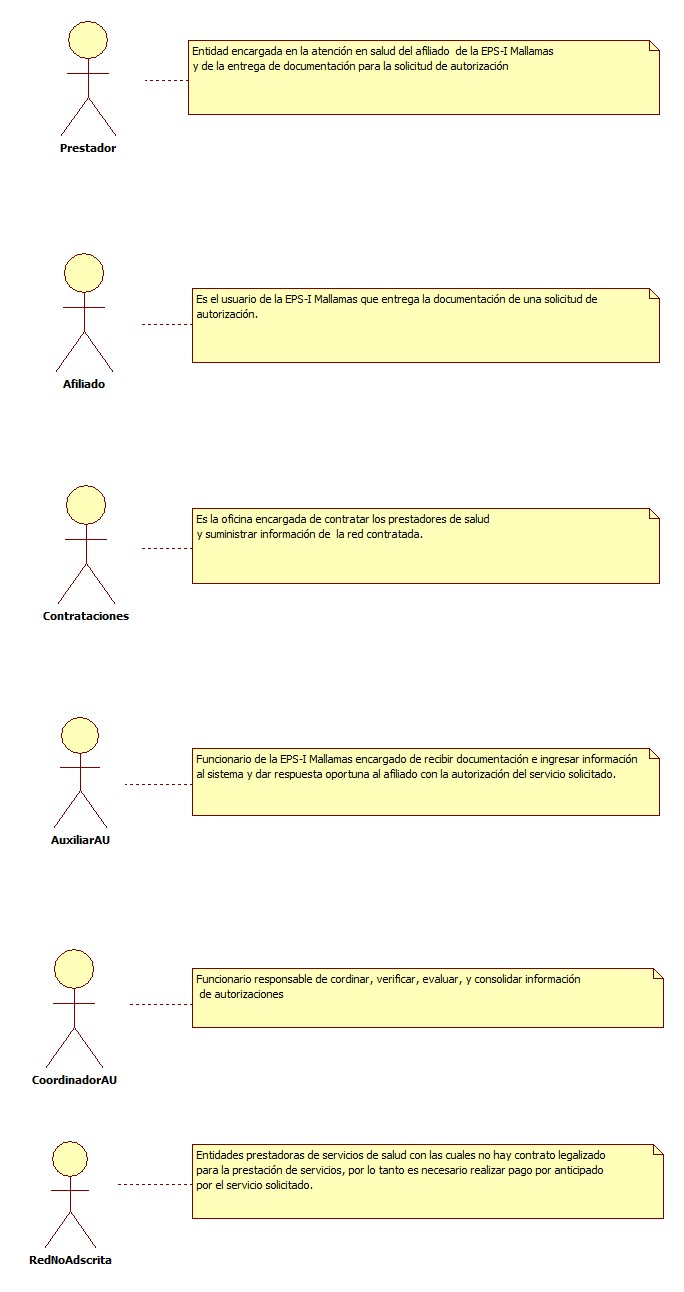 Entidad encargada en la atención en salud del afiliado  de la EPS-I Mallamas
y de la entrega de documentación para la solicitud de autorización
Prestador
Es el usuario de la EPS-I Mallamas que entrega la documentación de una solicitud de
autorización.
Afiliado
Es la oficina encargada de contratar los prestadores de salud
y suministrar información de  la red contratada.
Contrataciones
Funcionario de la EPS-I Mallamas encargado de recibir documentación e ingresar información
al sistema y dar respuesta oportuna al afiliado con la autorización del servicio solicitado.
AuxiliarAU
Funcionario responsable de cordinar, verificar, evaluar, y consolidar información
de autorizaciones
CoordinadorAU
Entidades prestadoras de servicios de salud con las cuales no hay contrato legalizado
para la prestación de servicios, por lo tanto es necesario realizar pago por anticipado
por el servicio solicitado.
RedNoAdscrita